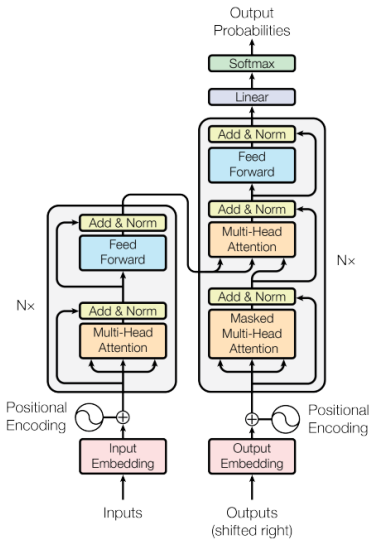 Output
Probabilities
Softmax
Linear
Add & Norm
Feed
Forward
Add & Norm
Multi-Head
Attention
Add & Norm
Masked
Multi-Head
Attention
N×
Add & Norm
Feed
Forward
Add & Norm
Multi-Head
Attention
N×
Positional
Encoding
Positional
Encoding
Input
Embedding
Output
Embedding
Inputs
Outputs
(shifted right)